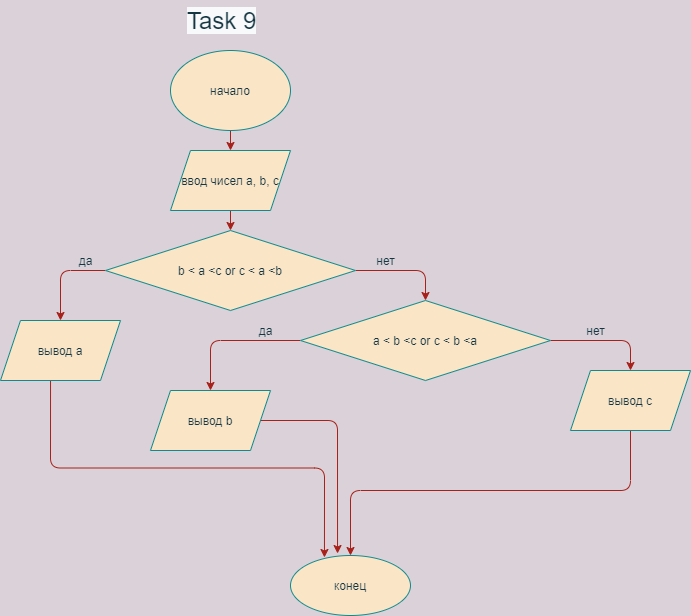 Task 9
начало
ввод чисел a, b, c
да
b < a <c or c < a <b
нет
да
a < b <c or c < b <a
нет
вывод a
вывод b
вывод c
конец